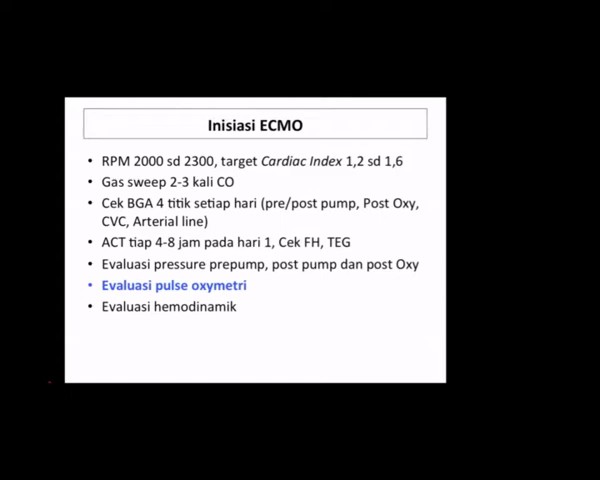 Inisiasi ECMO
• RPM 2000 sd 2300, target Cardiac Index 1,2 sd 1,6
• Gas sweep 2-3 kali CO
• Cek BGA 4 titik setiap hari (pre/post pump, Post Oxy,
CVC, Arterial line)
• ACT tiap 4-8 jam pada hari 1, Cek FH, TEG
• Evaluasi pressure prepump, post pump dan post Oxy
• Evaluasi pulse oxymetri
• Evaluasi hemodinamik